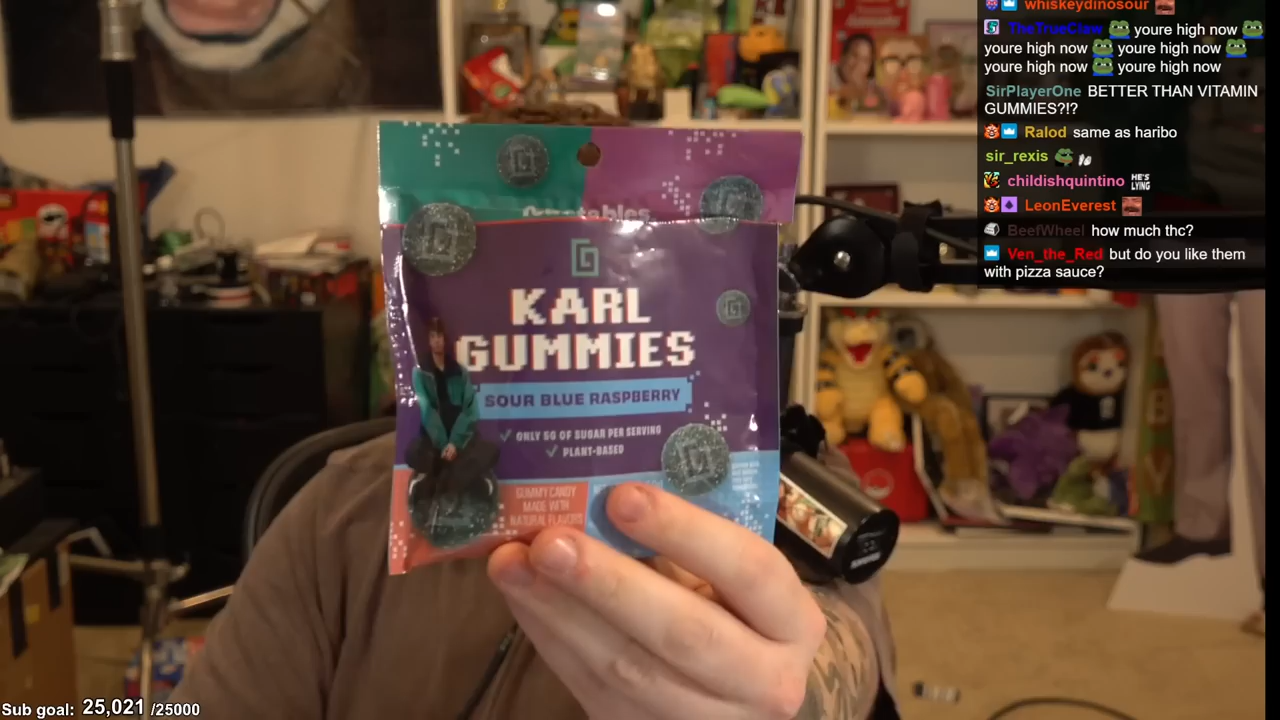 whiskeydinosour
TheTrueClaw youre high now
youre high now youre high now
youre high now youre high now
SirPlayerOne BETTER THAN VITAMIN
GUMMIES?!?
Ralod same as haribo
sir_rexis
childishquintino HE'S
LYING
LeonEverest
BeefWheel how much thc?
Ven_the_Red but do you like them
with pizza sauce?
KARL
GUMMIES
SOUR BLUE RASPBERRY
ONLY 5G OF SUGAR PER SERVING
PLANT-BASED
GUMMY CANDY
MADE WITH
NATURAL FLAVORS
Sub goal: 25,021 /25000